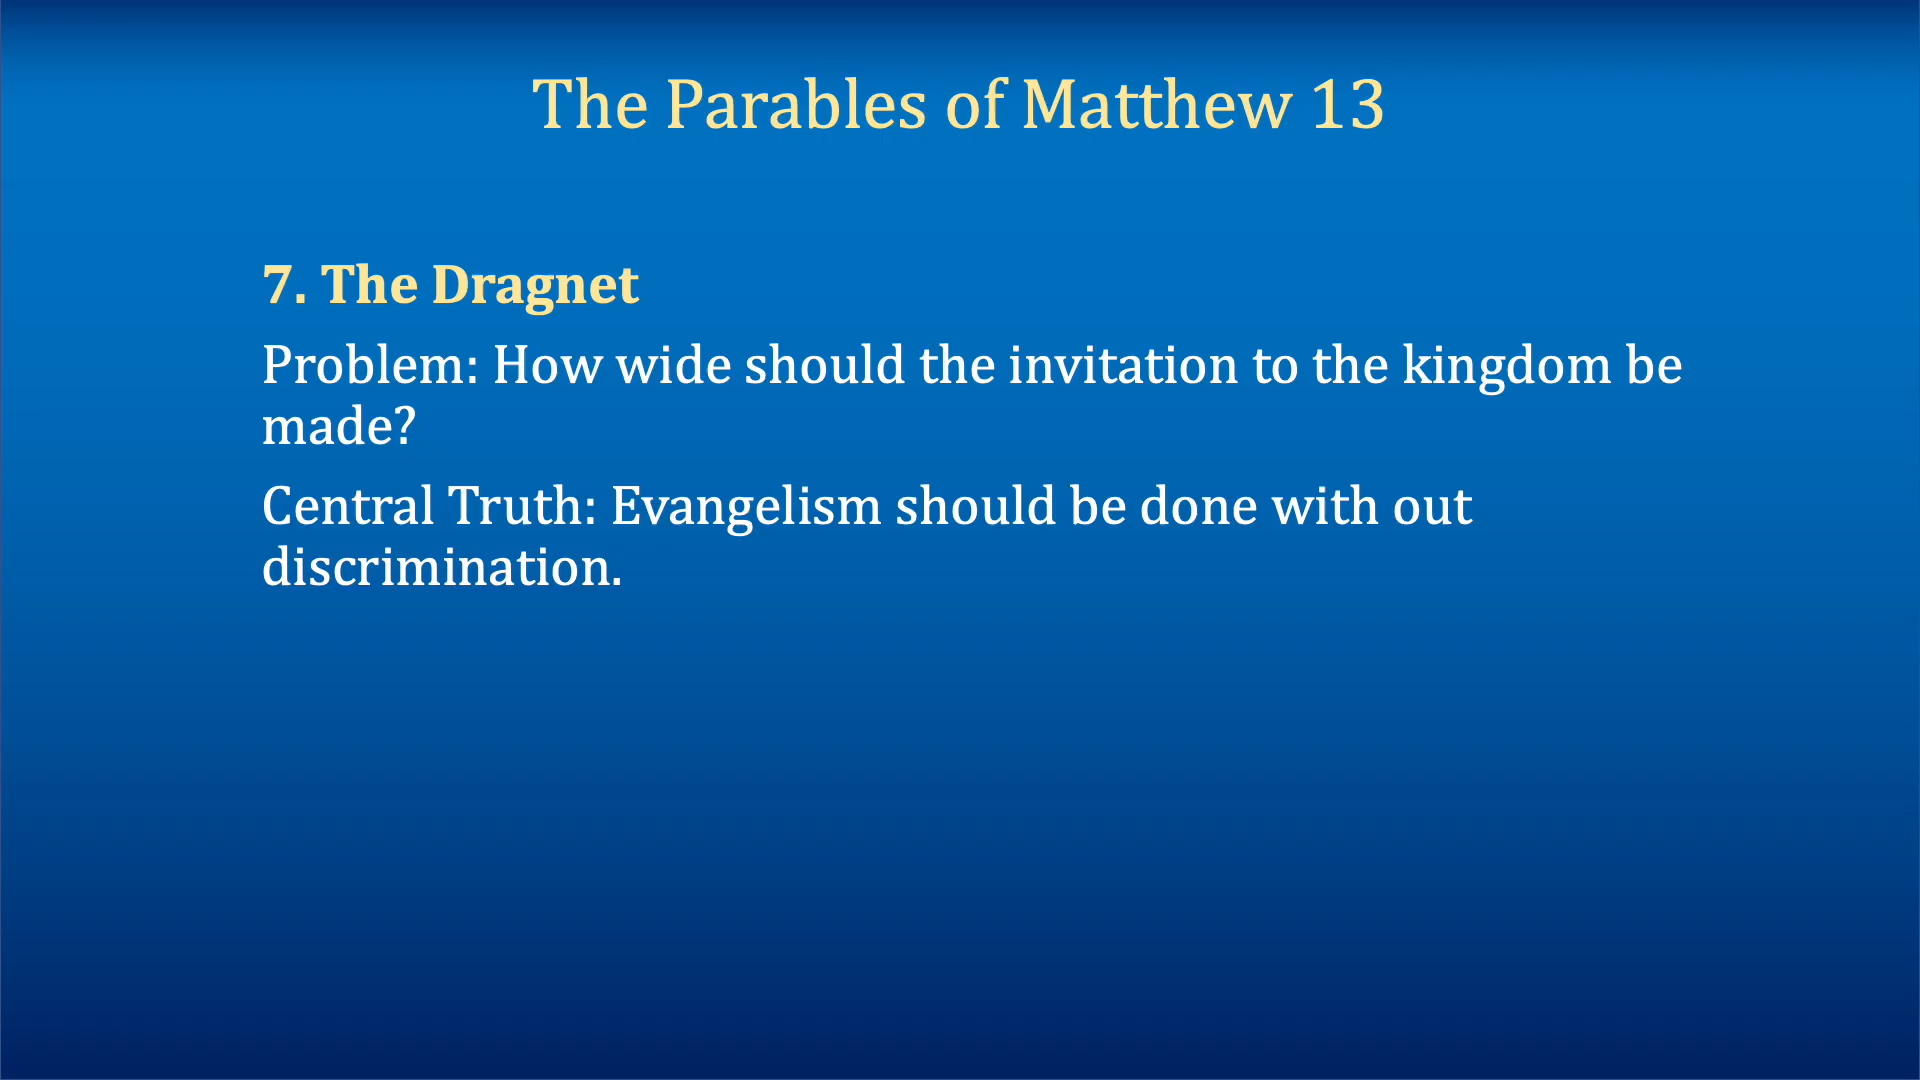 The Parables of Matthew 13
7. The Dragnet
Problem: How wide should the invitation to the kingdom be
made?
Central Truth: Evangelism should be done with out
discrimination.